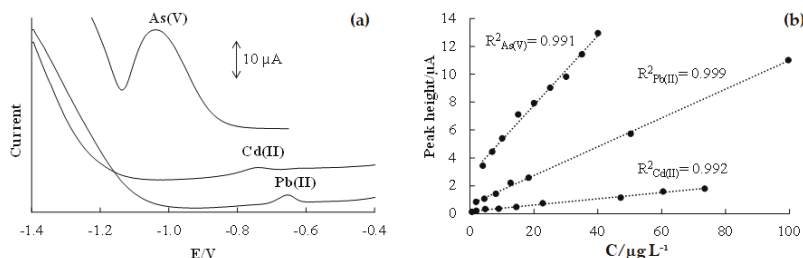 (a)
As(V)
10 µA
Cd(II)
Pb(II)
Current
-1.4 -1.2 -1.0 -0.8 -0.6 -0.4
E/V
(b)
14
12
10
8
6
4
2
0
Peak height/µA
R²As(V)= 0.991
R²Pb(II)= 0.999
R²Cd(II)= 0.992
0 20 40 60 80 100
C/µg L⁻¹